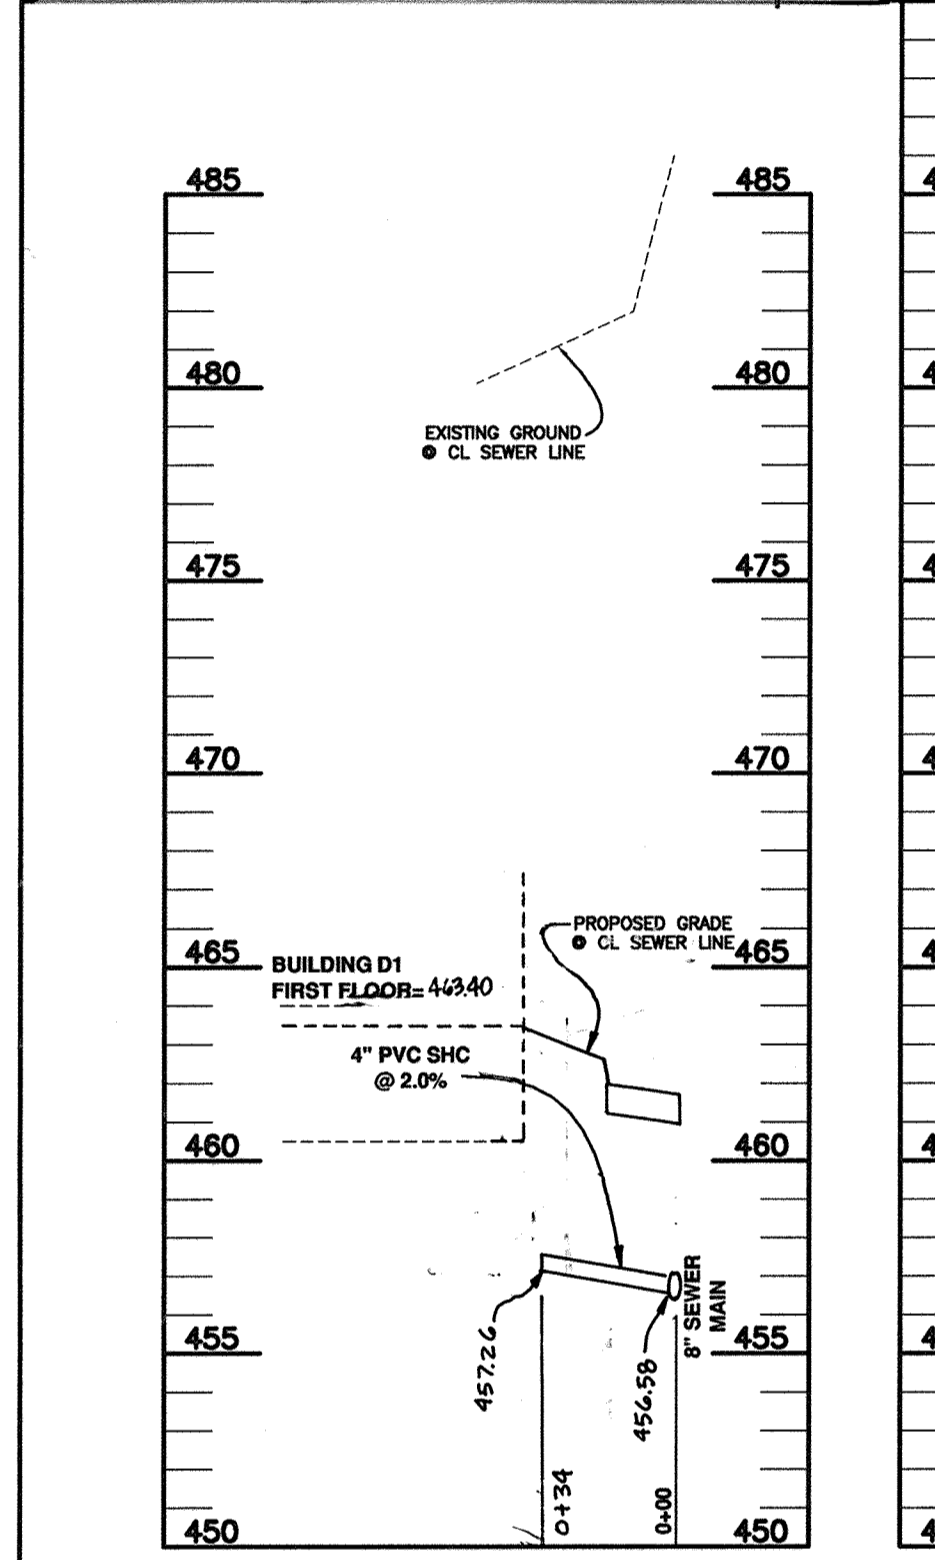 485 485
480 480
EXISTING GROUND
@ CL SEWER LINE
475 475
470 470
PROPOSED GRADE
@ CL SEWER LINE
465 465
BUILDING D1
FIRST FLOOR= 463.40
4" PVC SHC
@ 2.0%
460 460
8" SEWER
MAIN
455 455
457.26
456.58
0+34
0+00
450 450